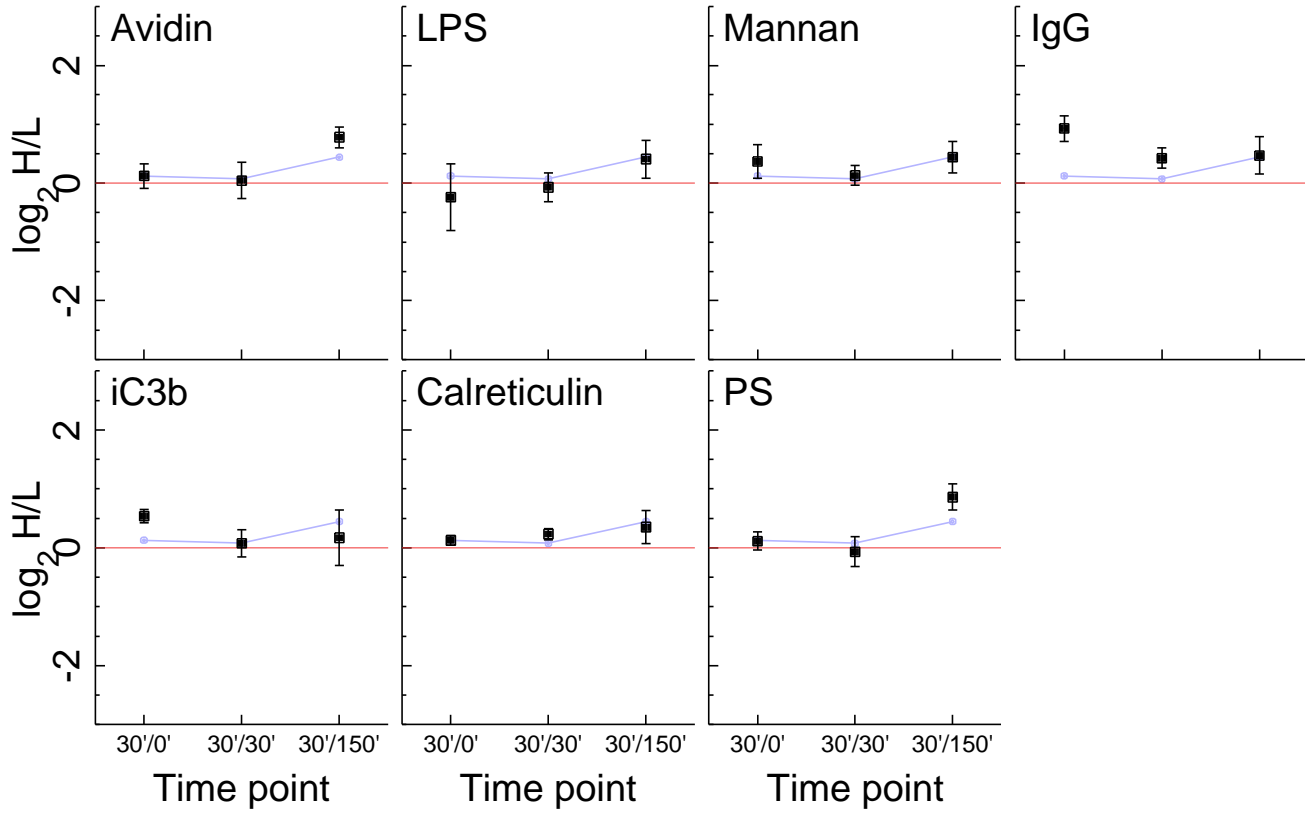 Avidin
LPS
Mannan
IgG
log2 H/L
2
0
-2
iC3b
Calreticulin
PS
log2 H/L
2
0
-2
30'/0' 30'/30' 30'/150'
30'/0' 30'/30' 30'/150'
30'/0' 30'/30' 30'/150'
Time point
Time point
Time point